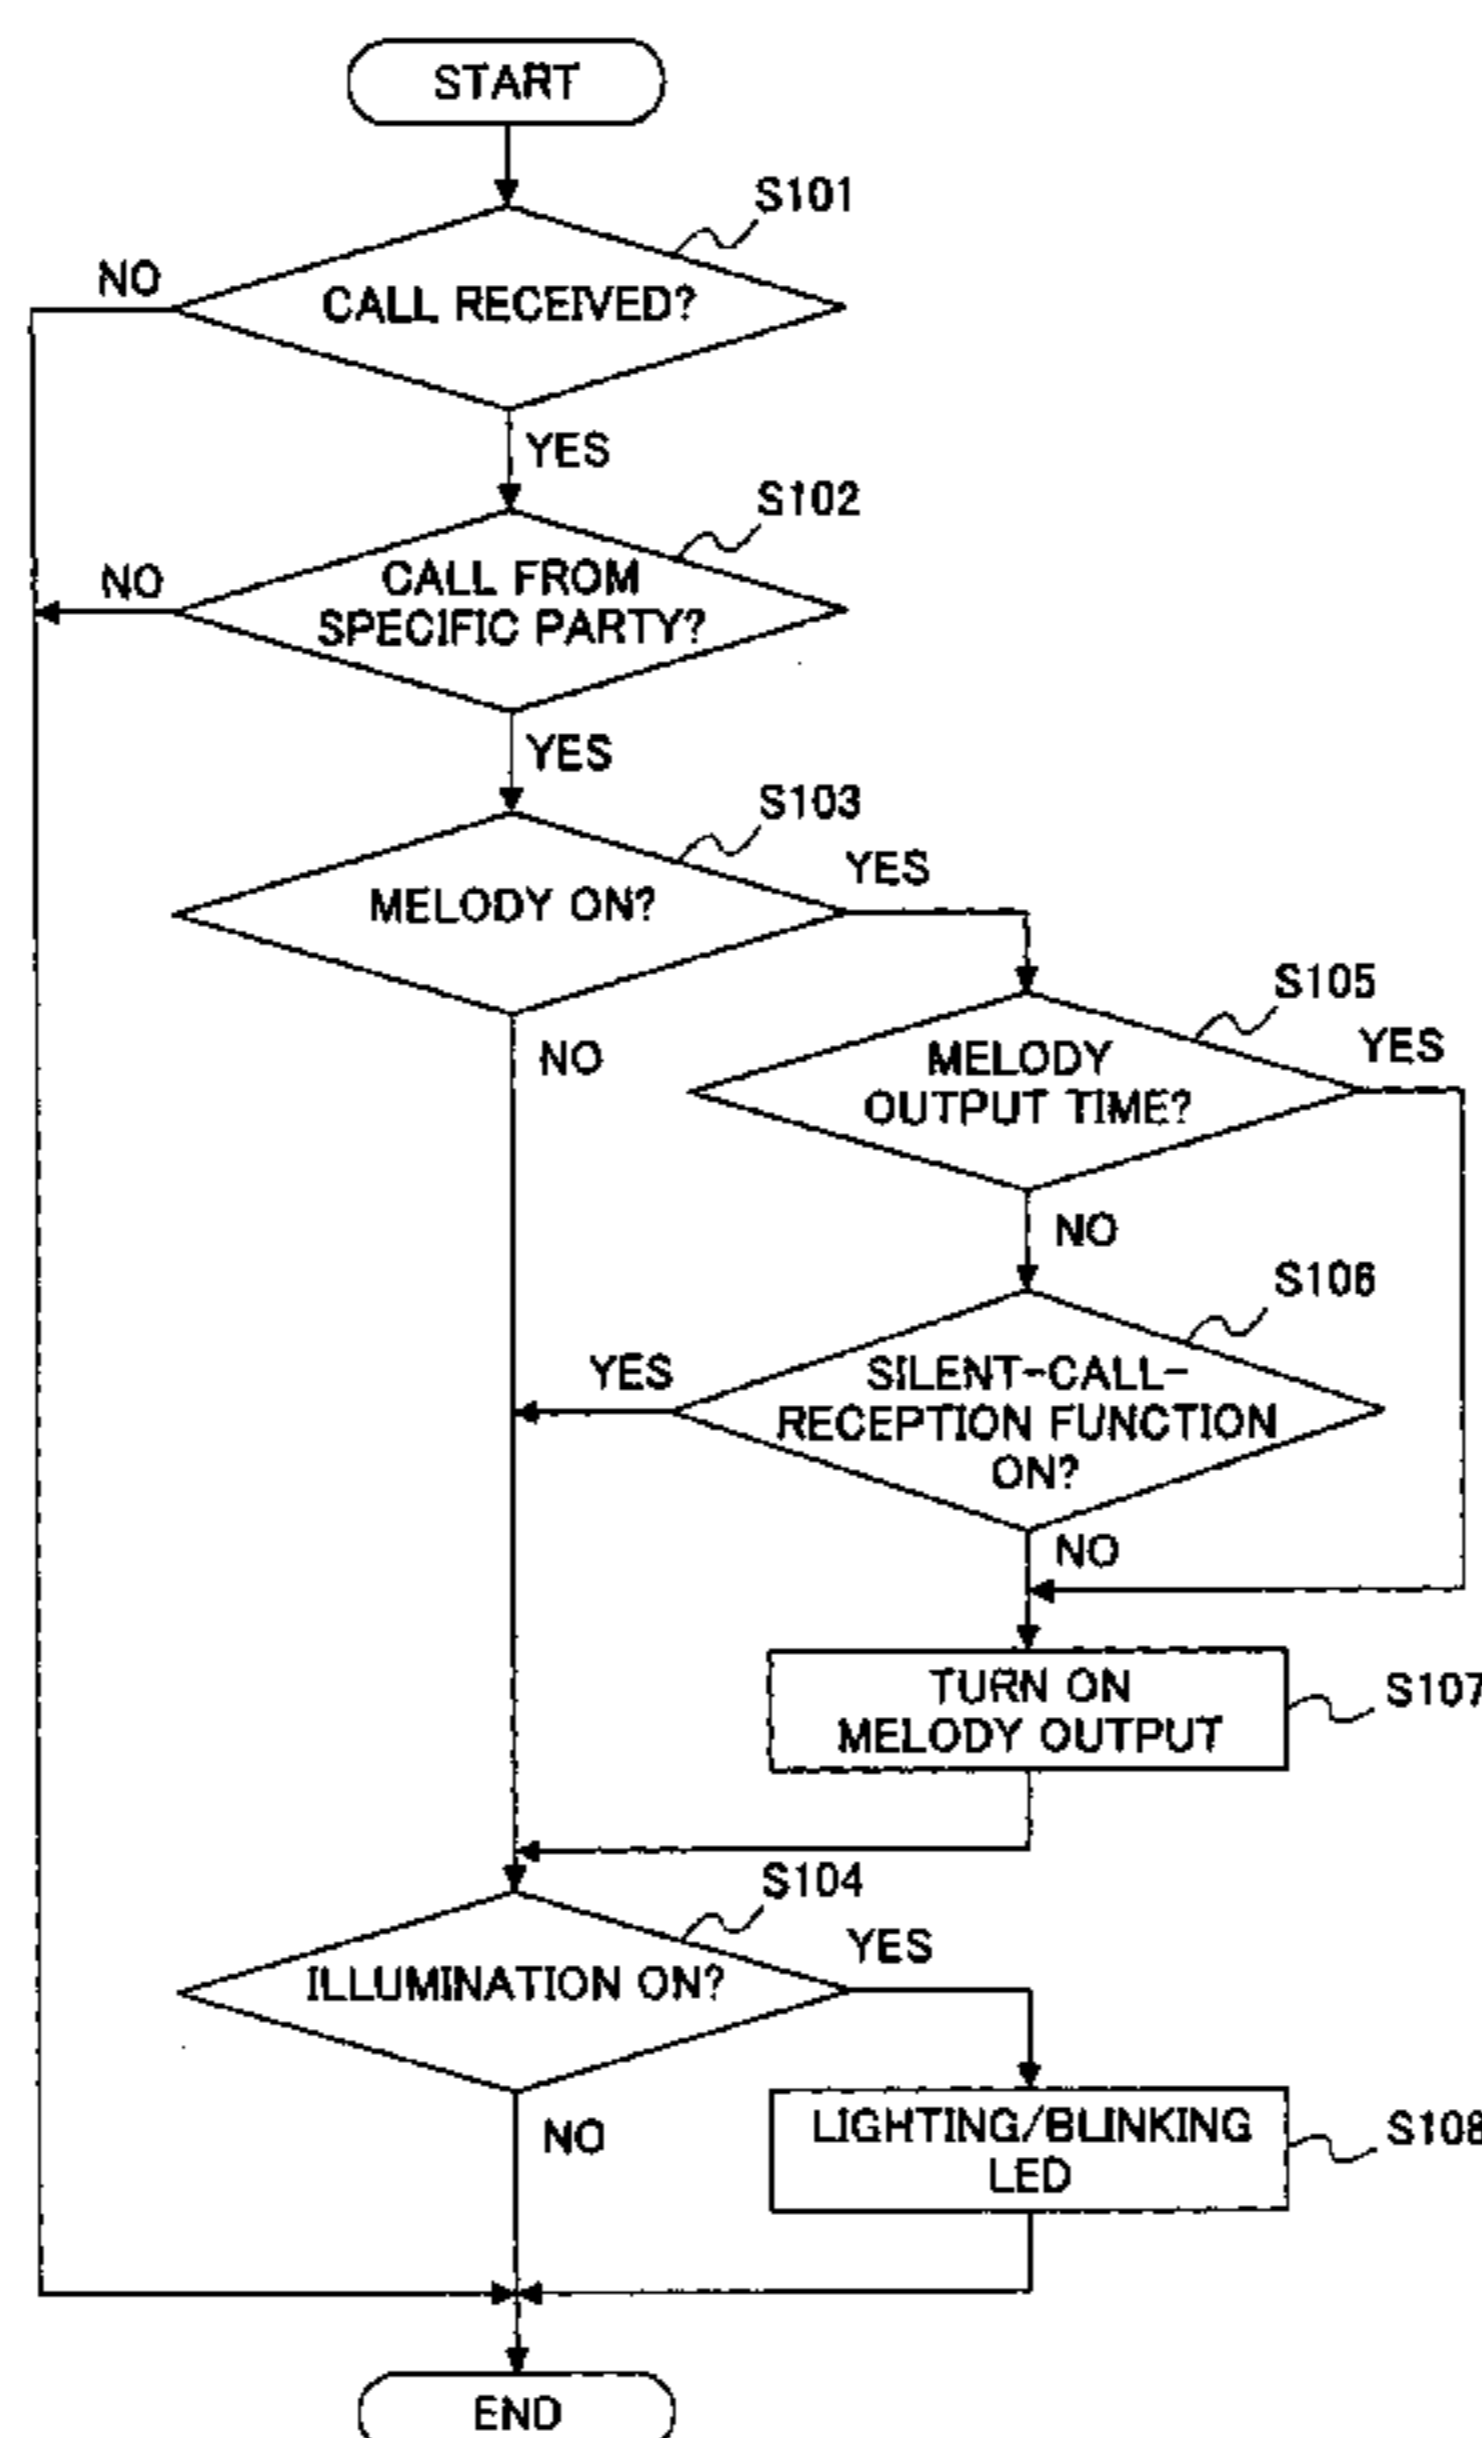 START
S101
NO
CALL RECEIVED?
YES
S102
NO
CALL FROM
SPECIFIC PARTY?
YES
S103
YES
MELODY ON?
S105
YES
NO
MELODY
OUTPUT TIME?
NO
S106
YES
SILENT-CALL-
RECEPTION FUNCTION
ON?
NO
TURN ON
MELODY OUTPUT
S107
S104
YES
ILLUMINATION ON?
NO
LIGHTING/BLINKING
LED
S108
END